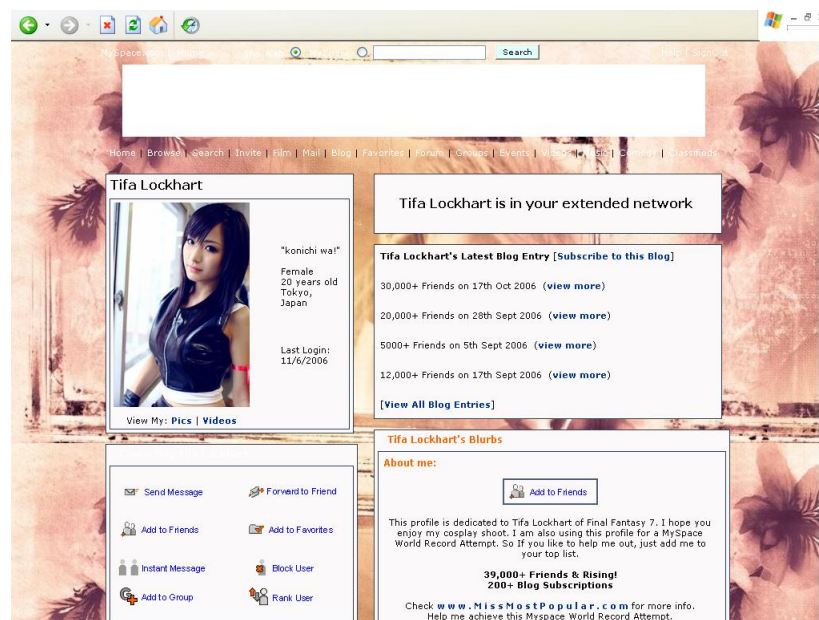 Search
Help | SignOut
Home | Browse | Search | Invite | Film | Mail | Blog | Favorites | Forum | Groups | Events | Videos | Music | Comedy | Classifieds
Tifa Lockhart
"konichi wa!"
Female
20 years old
Tokyo,
Japan
Last Login:
11/6/2006
View My: Pics | Videos
Send Message
Forward to Friend
Add to Friends
Add to Favorites
Instant Message
Block User
Add to Group
Rank User
Tifa Lockhart is in your extended network
Tifa Lockhart's Latest Blog Entry [Subscribe to this Blog]
30,000+ Friends on 17th Oct 2006 (view more)
20,000+ Friends on 28th Sept 2006 (view more)
5000+ Friends on 5th Sept 2006 (view more)
12,000+ Friends on 17th Sept 2006 (view more)
[View All Blog Entries]
Tifa Lockhart's Blurbs
About me:
Add to Friends
This profile is dedicated to Tifa Lockhart of Final Fantasy 7. I hope you
enjoy my cosplay shoot. I am also using this profile for a MySpace
World Record Attempt. So If you like to help me out, just add me to
your top list.
39,000+ Friends & Rising!
200+ Blog Subscriptions
Check www.MissMostPopular.com for more info.
Help me achieve this Myspace World Record Attempt.